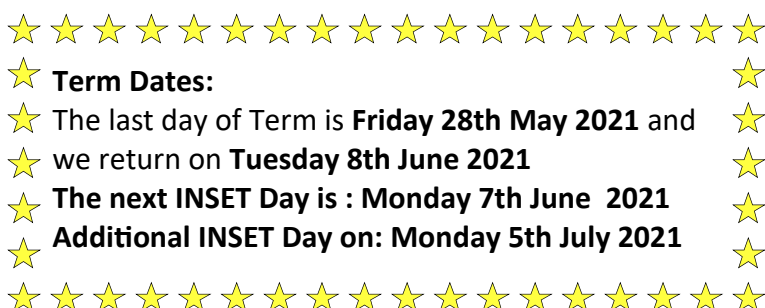 Term Dates:
The last day of Term is Friday 28th May 2021 and
we return on Tuesday 8th June 2021
The next INSET Day is : Monday 7th June  2021
Additional INSET Day on: Monday 5th July 2021